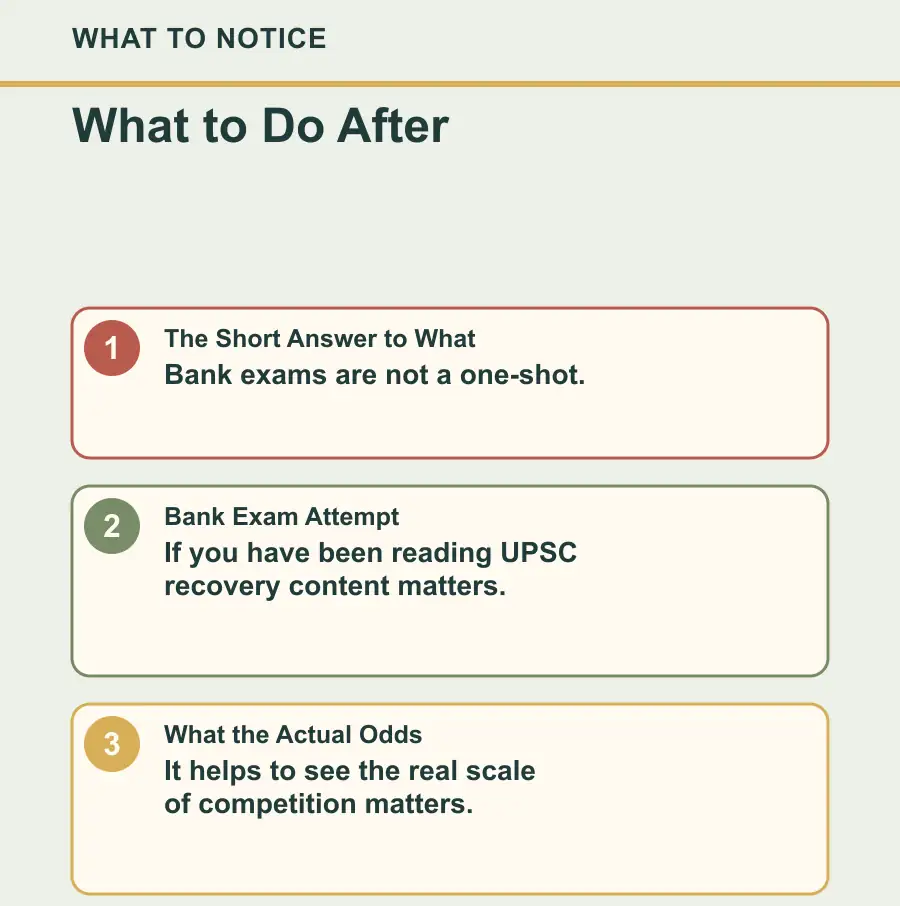 WHAT TO NOTICE
What to Do After
1
The Short Answer to What
Bank exams are not a one-shot.
2
Bank Exam Attempt
If you have been reading UPSC
recovery content matters.
3
What the Actual Odds
It helps to see the real scale
of competition matters.